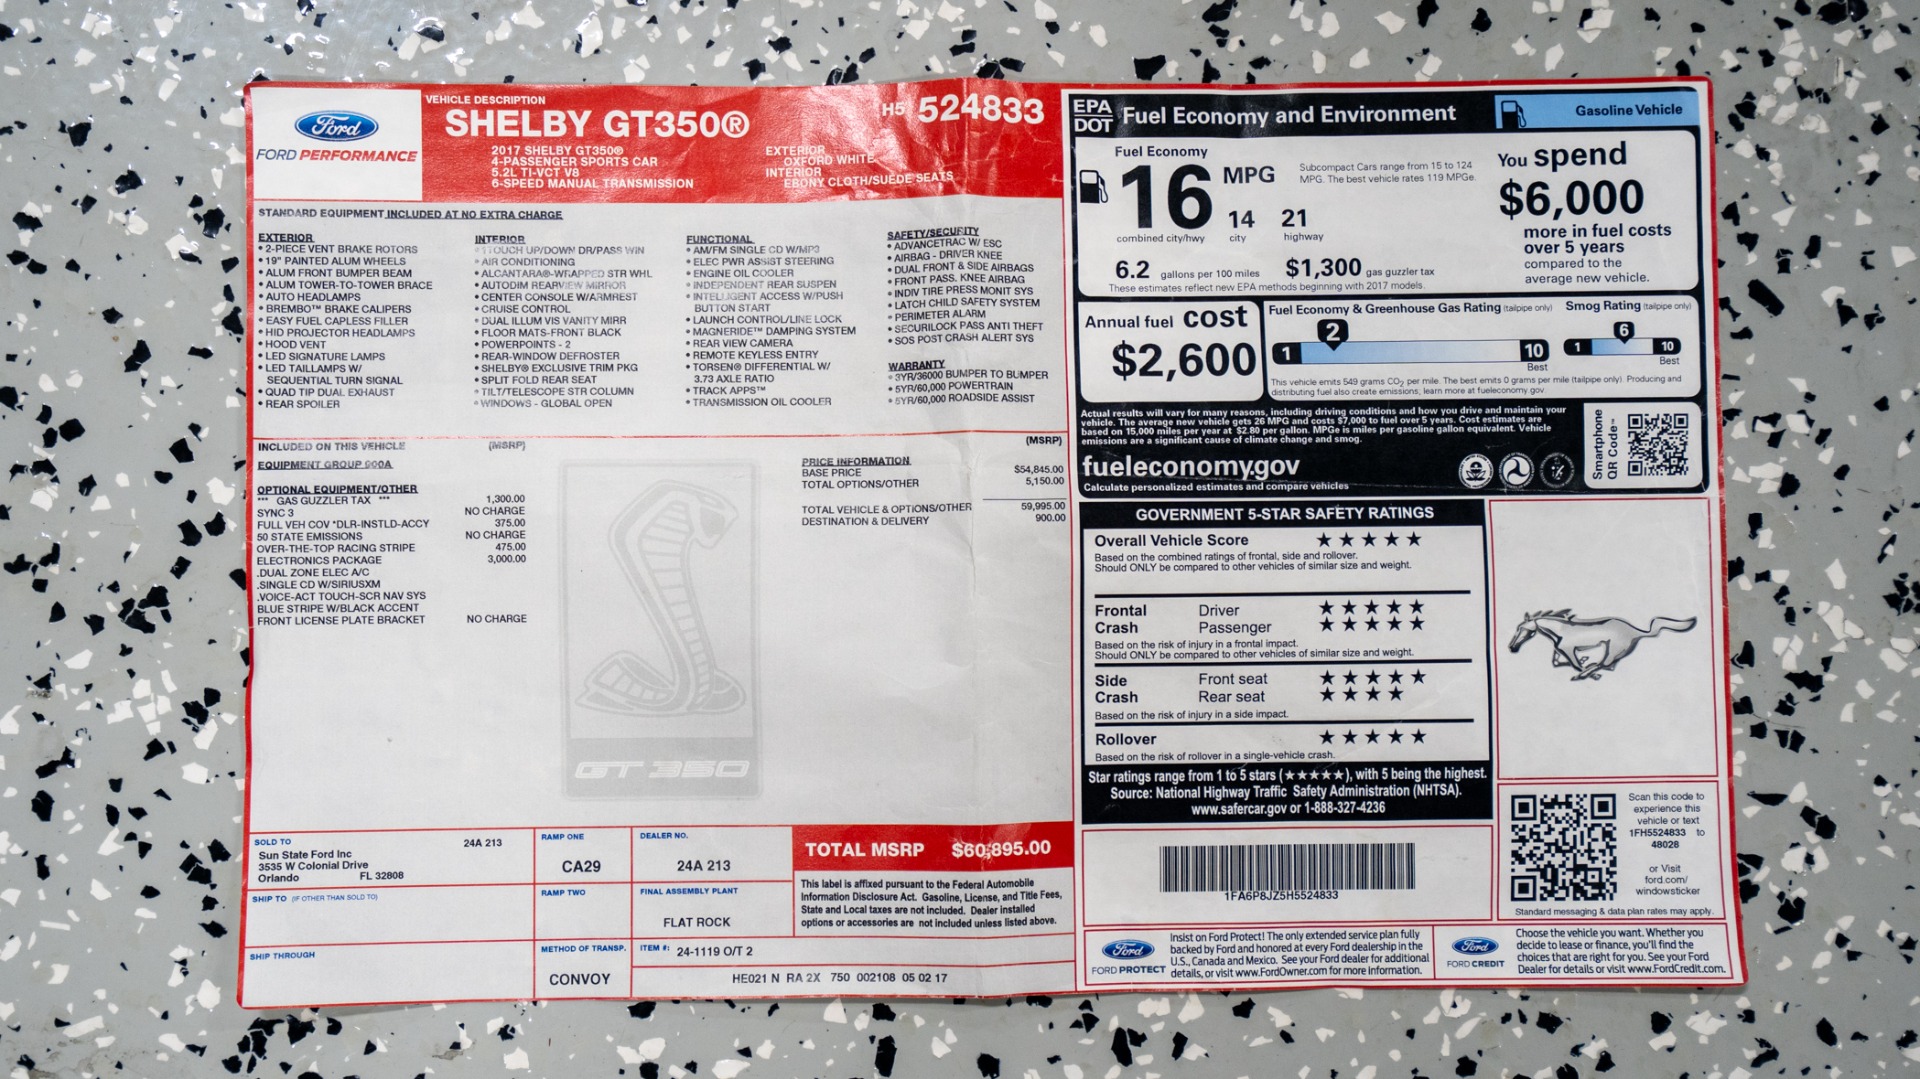 Ford
FORD PERFORMANCE
VEHICLE DESCRIPTION
SHELBY GT350®
2017 SHELBY GT350®
4-PASSENGER SPORTS CAR
5.2L TI-VCT V8
6-SPEED MANUAL TRANSMISSION
H5 524833
EXTERIOR
OXFORD WHITE
INTERIOR
EBONY CLOTH/SUEDE SEATS
STANDARD EQUIPMENT INCLUDED AT NO EXTRA CHARGE
EXTERIOR
• 2-PIECE VENT BRAKE ROTORS
• 19" PAINTED ALUM WHEELS
• ALUM FRONT BUMPER BEAM
• ALUM TOWER-TO-TOWER BRACE
• AUTO HEADLAMPS
• BREMBO™ BRAKE CALIPERS
• EASY FUEL CAPLESS FILLER
• HID PROJECTOR HEADLAMPS
• HOOD VENT
• LED SIGNATURE LAMPS
• LED TAILLAMPS W/
SEQUENTIAL TURN SIGNAL
• QUAD TIP DUAL EXHAUST
• REAR SPOILER
INTERIOR
• 1TOUCH UP/DOWN DR/PASS WIN
• AIR CONDITIONING
• ALCANTARA®-WRAPPED STR WHL
• AUTODIM REARVIEW MIRROR
• CENTER CONSOLE W/ARMREST
• CRUISE CONTROL
• DUAL ILLUM VIS VANITY MIRR
• FLOOR MATS-FRONT BLACK
• POWERPOINTS - 2
• REAR-WINDOW DEFROSTER
• SHELBY® EXCLUSIVE TRIM PKG
• SPLIT FOLD REAR SEAT
• TILT/TELESCOPE STR COLUMN
• WINDOWS - GLOBAL OPEN
FUNCTIONAL
• AM/FM SINGLE CD W/MP3
• ELEC PWR ASSIST STEERING
• ENGINE OIL COOLER
• INDEPENDENT REAR SUSPEN
• INTELLIGENT ACCESS W/PUSH
BUTTON START
• LAUNCH CONTROL/LINE LOCK
• MAGNERIDE™ DAMPING SYSTEM
• REAR VIEW CAMERA
• REMOTE KEYLESS ENTRY
• TORSEN® DIFFERENTIAL W/
3.73 AXLE RATIO
• TRACK APPS™
• TRANSMISSION OIL COOLER
SAFETY/SECURITY
• ADVANCETRAC W/ ESC
• AIRBAG - DRIVER KNEE
• DUAL FRONT & SIDE AIRBAGS
• FRONT PASS. KNEE AIRBAG
• INDIV TIRE PRESS MONIT SYS
• LATCH CHILD SAFETY SYSTEM
• PERIMETER ALARM
• SECURILOCK PASS ANTI THEFT
• SOS POST CRASH ALERT SYS
WARRANTY
• 3YR/36000 BUMPER TO BUMPER
• 5YR/60,000 POWERTRAIN
• 5YR/60,000 ROADSIDE ASSIST
INCLUDED ON THIS VEHICLE (MSRP)
EQUIPMENT GROUP 900A
OPTIONAL EQUIPMENT/OTHER
*** GAS GUZZLER TAX *** 1,300.00
SYNC 3 NO CHARGE
FULL VEH COV *DLR-INSTLD-ACCY 375.00
50 STATE EMISSIONS NO CHARGE
OVER-THE-TOP RACING STRIPE 475.00
ELECTRONICS PACKAGE 3,000.00
.DUAL ZONE ELEC A/C
.SINGLE CD W/SIRIUSXM
.VOICE-ACT TOUCH-SCR NAV SYS
BLUE STRIPE W/BLACK ACCENT
FRONT LICENSE PLATE BRACKET NO CHARGE
GT 350
(MSRP)
PRICE INFORMATION
BASE PRICE $54,845.00
TOTAL OPTIONS/OTHER 5,150.00
TOTAL VEHICLE & OPTIONS/OTHER 59,995.00
DESTINATION & DELIVERY 900.00
SOLD TO 24A 213
Sun State Ford Inc
3535 W Colonial Drive
Orlando FL 32808
SHIP TO (IF OTHER THAN SOLD TO)
SHIP THROUGH
RAMP ONE
CA29
RAMP TWO
METHOD OF TRANSP.
CONVOY
DEALER NO.
24A 213
FINAL ASSEMBLY PLANT
FLAT ROCK
ITEM #: 24-1119 O/T 2
HE021 N RA 2X 750 002108 05 02 17
TOTAL MSRP $60,895.00
This label is affixed pursuant to the Federal Automobile
Information Disclosure Act. Gasoline, License, and Title Fees,
State and Local taxes are not included. Dealer installed
options or accessories are not included unless listed above.
EPA
DOT
Fuel Economy and Environment
Gasoline Vehicle
Fuel Economy
16 MPG
combined city/hwy
14
city
21
highway
Subcompact Cars range from 15 to 124
MPG. The best vehicle rates 119 MPGe.
6.2 gallons per 100 miles
$1,300 gas guzzler tax
These estimates reflect new EPA methods beginning with 2017 models.
You spend
$6,000
more in fuel costs
over 5 years
compared to the
average new vehicle.
Annual fuel cost
$2,600
Fuel Economy & Greenhouse Gas Rating (tailpipe only)
2
1
10
Best
Smog Rating (tailpipe only)
6
1
10
Best
This vehicle emits 549 grams CO2 per mile. The best emits 0 grams per mile (tailpipe only). Producing and
distributing fuel also create emissions, learn more at fueleconomy.gov
Actual results will vary for many reasons, including driving conditions and how you drive and maintain your
vehicle. The average new vehicle gets 26 MPG and costs $7,000 to fuel over 5 years. Cost estimates are
based on 15,000 miles per year at $2.80 per gallon. MPGe is miles per gasoline gallon equivalent. Vehicle
emissions are a significant cause of climate change and smog.
fueleconomy.gov
Calculate personalized estimates and compare vehicles
Smartphone
QR Code™
GOVERNMENT 5-STAR SAFETY RATINGS
Overall Vehicle Score ★★★★★
Based on the combined ratings of frontal, side and rollover.
Should ONLY be compared to other vehicles of similar size and weight.
Frontal Driver ★★★★★
Crash Passenger ★★★★★
Based on the risk of injury in a frontal impact.
Should ONLY be compared to other vehicles of similar size and weight.
Side Front seat ★★★★★
Crash Rear seat ★★★★
Based on the risk of injury in a side impact.
Rollover ★★★★★
Based on the risk of rollover in a single-vehicle crash.
Star ratings range from 1 to 5 stars (★★★★★), with 5 being the highest.
Source: National Highway Traffic Safety Administration (NHTSA).
www.safercar.gov or 1-888-327-4236
1FA6P8JZ5H5524833
Scan this code to
experience this
vehicle or text
1FH5524833 to
48028
or Visit
ford.com/
windowsticker
Standard messaging & data plan rates may apply.
Ford
FORD PROTECT
Insist on Ford Protect! The only extended service plan fully
backed by Ford and honored at every Ford dealership in the
U.S., Canada and Mexico. See your Ford dealer for additional
details, or visit www.FordOwner.com for more information.
Ford
FORD CREDIT
Choose the vehicle you want. Whether you
decide to lease or finance, you'll find the
choices that are right for you. See your Ford
Dealer for details or visit www.FordCredit.com.